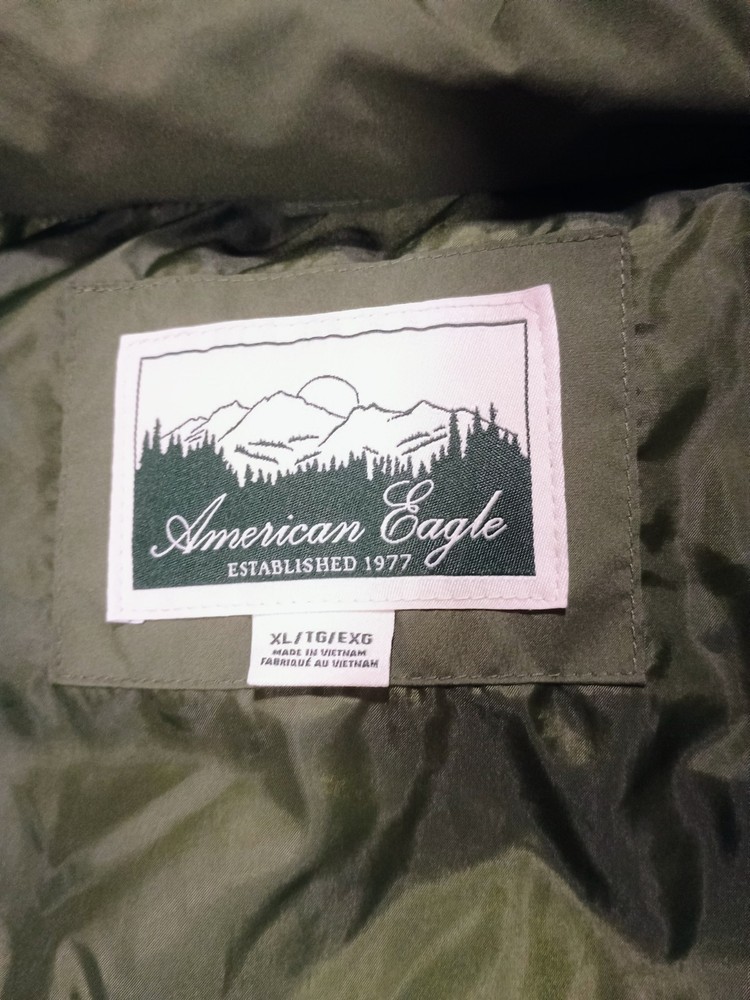 American Eagle
ESTABLISHED 1977
XL/TG/EXG
MADE IN VIETNAM
FABRIQUÉ AU VIETNAM